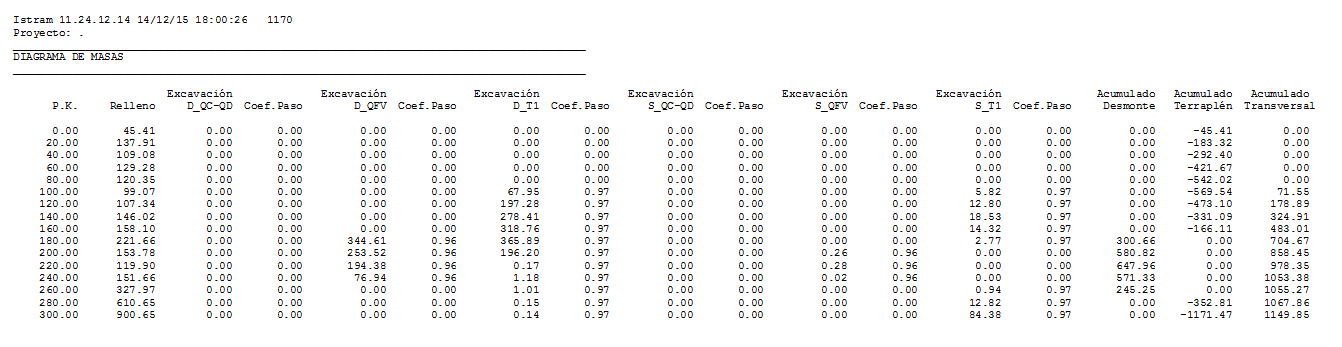 Istram 11.24.12.14 14/12/15 18:00:26 1170
Proyecto: .
DIAGRAMA DE MASAS
Excavación Excavación Excavación Excavación Excavación Excavación Acumulado Acumulado Acumulado
P.K. Relleno D_QC-QD Coef.Paso D_QFV Coef.Paso D_T1 Coef.Paso S_QC-QD Coef.Paso S_QFV Coef.Paso S_T1 Coef.Paso Desmonte Terraplén Transversal
0.00 45.41 0.00 0.00 0.00 0.00 0.00 0.00 0.00 0.00 0.00 0.00 0.00 0.00 0.00 -45.41 0.00
20.00 137.91 0.00 0.00 0.00 0.00 0.00 0.00 0.00 0.00 0.00 0.00 0.00 0.00 0.00 -183.32 0.00
40.00 109.08 0.00 0.00 0.00 0.00 0.00 0.00 0.00 0.00 0.00 0.00 0.00 0.00 0.00 -292.40 0.00
60.00 129.28 0.00 0.00 0.00 0.00 0.00 0.00 0.00 0.00 0.00 0.00 0.00 0.00 0.00 -421.67 0.00
80.00 120.35 0.00 0.00 0.00 0.00 0.00 0.00 0.00 0.00 0.00 0.00 0.00 0.00 0.00 -542.02 0.00
100.00 99.07 0.00 0.00 0.00 0.00 67.95 0.97 0.00 0.00 0.00 0.00 5.82 0.97 0.00 -569.54 71.55
120.00 107.34 0.00 0.00 0.00 0.00 197.28 0.97 0.00 0.00 0.00 0.00 12.80 0.97 0.00 -473.10 178.89
140.00 146.02 0.00 0.00 0.00 0.00 278.41 0.97 0.00 0.00 0.00 0.00 18.53 0.97 0.00 -331.09 324.91
160.00 158.10 0.00 0.00 0.00 0.00 318.76 0.97 0.00 0.00 0.00 0.00 14.32 0.97 0.00 -166.11 483.01
180.00 221.66 0.00 0.00 344.61 0.96 365.89 0.97 0.00 0.00 0.00 0.00 2.77 0.97 300.66 0.00 704.67
200.00 153.78 0.00 0.00 253.52 0.96 196.20 0.97 0.00 0.00 0.26 0.96 0.00 0.00 580.82 0.00 858.45
220.00 119.90 0.00 0.00 194.38 0.96 0.17 0.97 0.00 0.00 0.28 0.96 0.00 0.00 647.96 0.00 978.35
240.00 151.66 0.00 0.00 76.94 0.96 1.18 0.97 0.00 0.00 0.02 0.96 0.00 0.00 571.33 0.00 1053.38
260.00 327.97 0.00 0.00 0.00 0.00 1.01 0.97 0.00 0.00 0.00 0.00 0.94 0.97 245.25 0.00 1055.27
280.00 610.65 0.00 0.00 0.00 0.00 0.15 0.97 0.00 0.00 0.00 0.00 12.82 0.97 0.00 -352.81 1067.86
300.00 900.65 0.00 0.00 0.00 0.00 0.14 0.97 0.00 0.00 0.00 0.00 84.38 0.97 0.00 -1171.47 1149.85